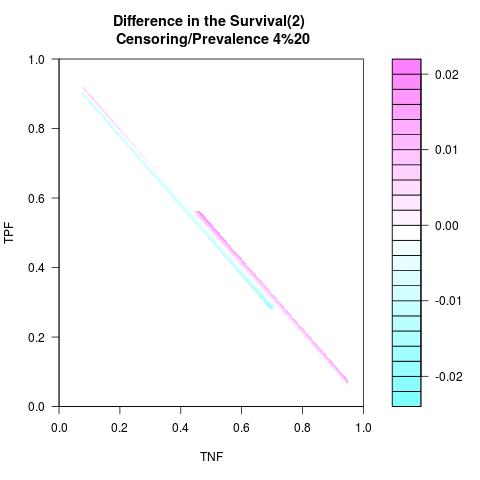 Difference in the Survival(2)
Censoring/Prevalence 4%20
1.0
0.8
0.6
0.4
0.2
0.0
TPF
0.0 0.2 0.4 0.6 0.8 1.0
TNF
0.02
0.01
0.00
-0.01
-0.02